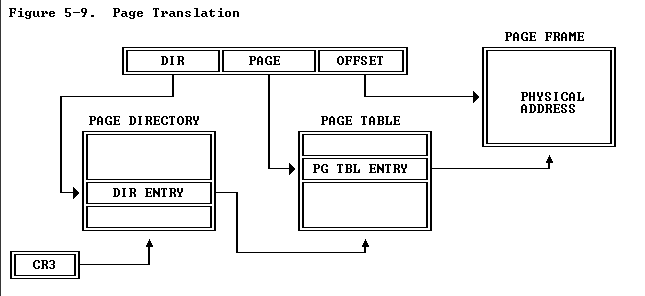 Figure 5-9.  Page Translation
PAGE FRAME
DIR PAGE OFFSET
PHYSICAL
ADDRESS
PAGE DIRECTORY PAGE TABLE
PG TBL ENTRY
DIR ENTRY
CR3